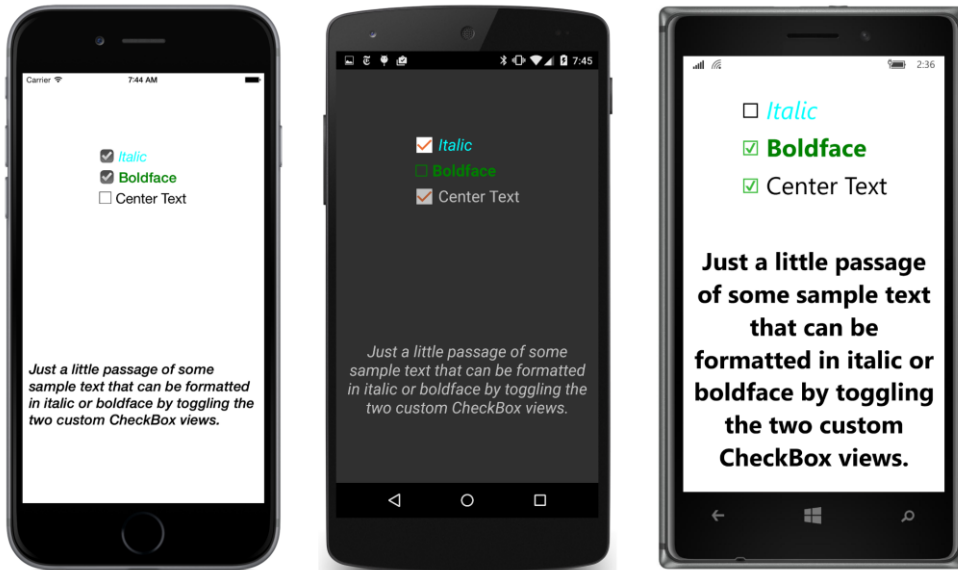 Carrier 7:44 AM
Italic
Boldface
Center Text
Just a little passage of some
sample text that can be formatted
in italic or boldface by toggling the
two custom CheckBox views.
7:45
Italic
Boldface
Center Text
Just a little passage of some
sample text that can be formatted
in italic or boldface by toggling the
two custom CheckBox views.
2:36
Italic
Boldface
Center Text
Just a little passage
of some sample text
that can be
formatted in italic or
boldface by toggling
the two custom
CheckBox views.